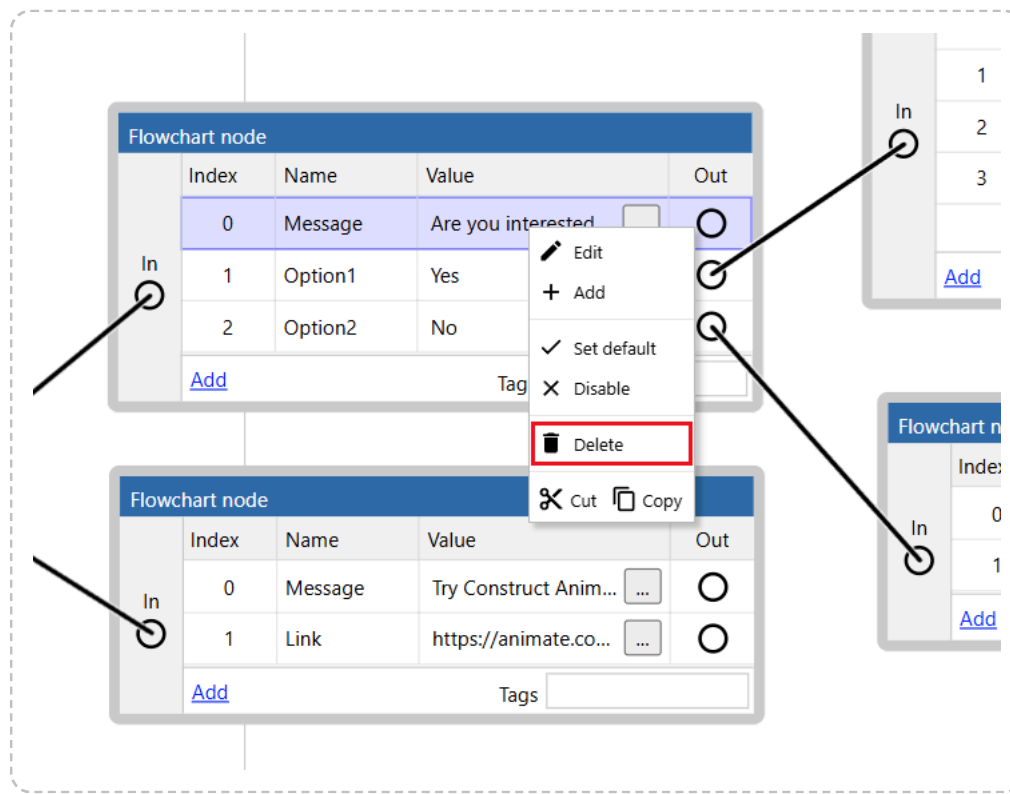 Flowchart node
Index Name Value Out
0 Message Are you interested
In
1 Option1 Yes
2 Option2 No
Add Tag
Edit
Add
Set default
Disable
Delete
Cut Copy
Flowchart node
Index Name Value Out
0 Message Try Construct Anim... ...
In
1 Link https://animate.co... ...
Add Tags
1
In
2
3
Add
Flowchart n
Index
0
In
1
Add